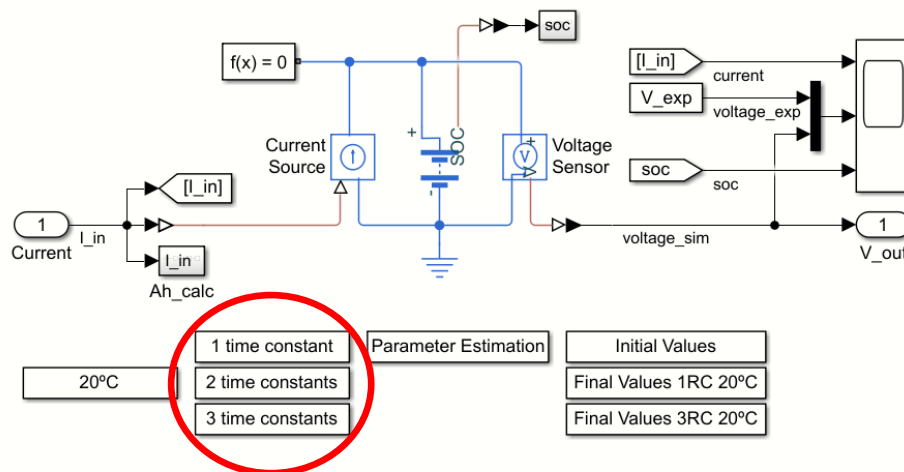 soc
f(x) = 0
[I_in]
current
V_exp
voltage_exp
+
SOC
-
Current
Source
V
+
Voltage
Sensor
soc
soc
[I_in]
1
Current
I_in
I_in
Ah_calc
voltage_sim
1
V_out
1 time constant
Parameter Estimation
Initial Values
20ºC
2 time constants
Final Values 1RC 20ºC
3 time constants
Final Values 3RC 20ºC